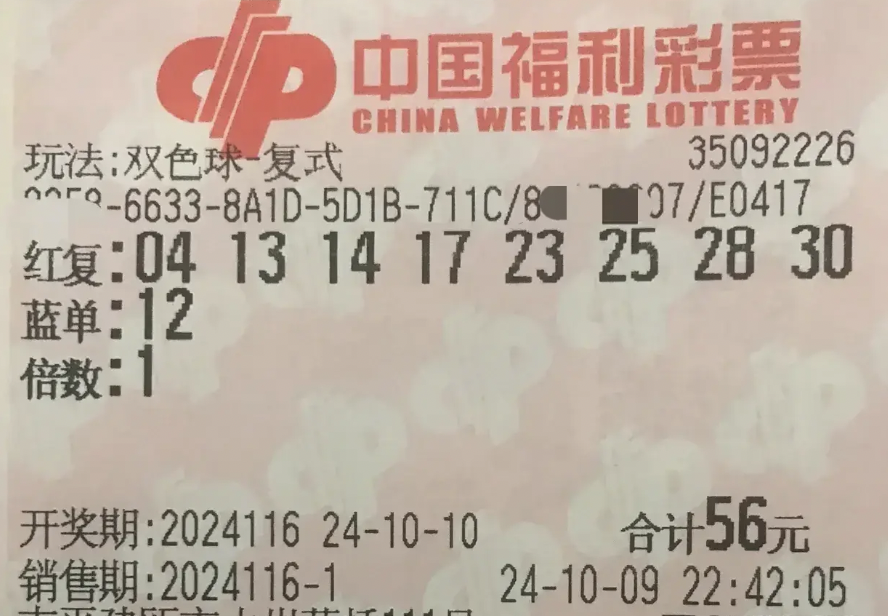 中国福利彩票
CHINA WELFARE LOTTERY
玩法:双色球-复式 35092226
-6633-8A1D-5D1B-711C/8 07/E0417
红复:04 13 14 17 23 25 28 30
蓝单:12
倍数:1
开奖期:2024116 24-10-10 合计56元
销售期:2024116-1 24-10-09 22:42:05